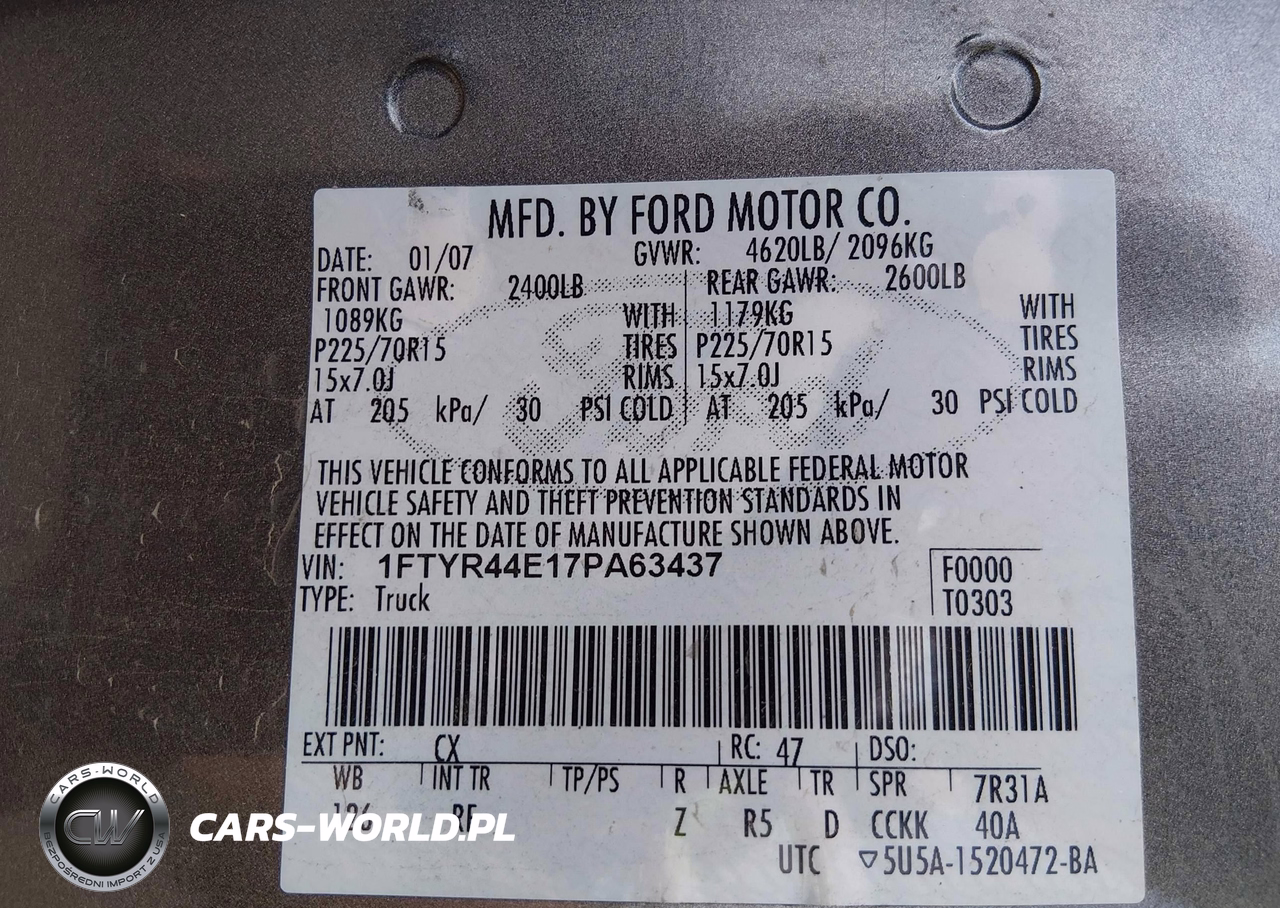 MFD. BY FORD MOTOR CO.
DATE: 01/07 GVWR: 4620LB/ 2096KG
FRONT GAWR: 2400LB REAR GAWR: 2600LB
1089KG WITH 1179KG WITH
P225/70R15 TIRES P225/70R15 TIRES
15x7.0J RIMS 15x7.0J RIMS
AT 205 kPa/ 30 PSI COLD AT 205 kPa/ 30 PSI COLD
THIS VEHICLE CONFORMS TO ALL APPLICABLE FEDERAL MOTOR
VEHICLE SAFETY AND THEFT PREVENTION STANDARDS IN
EFFECT ON THE DATE OF MANUFACTURE SHOWN ABOVE.
VIN: 1FTYR44E17PA63437 F0000
TYPE: Truck T0303
EXT PNT: CX RC: 47 DSO:
WB INT TR TP/PS R AXLE TR SPR 7R31A
126 Z R5 D CCKK 40A
UTC ▽5U5A-1520472-BA
CARS-WORLD
CW
BEZPOŚREDNI IMPORT Z USA
CARS-WORLD.PL